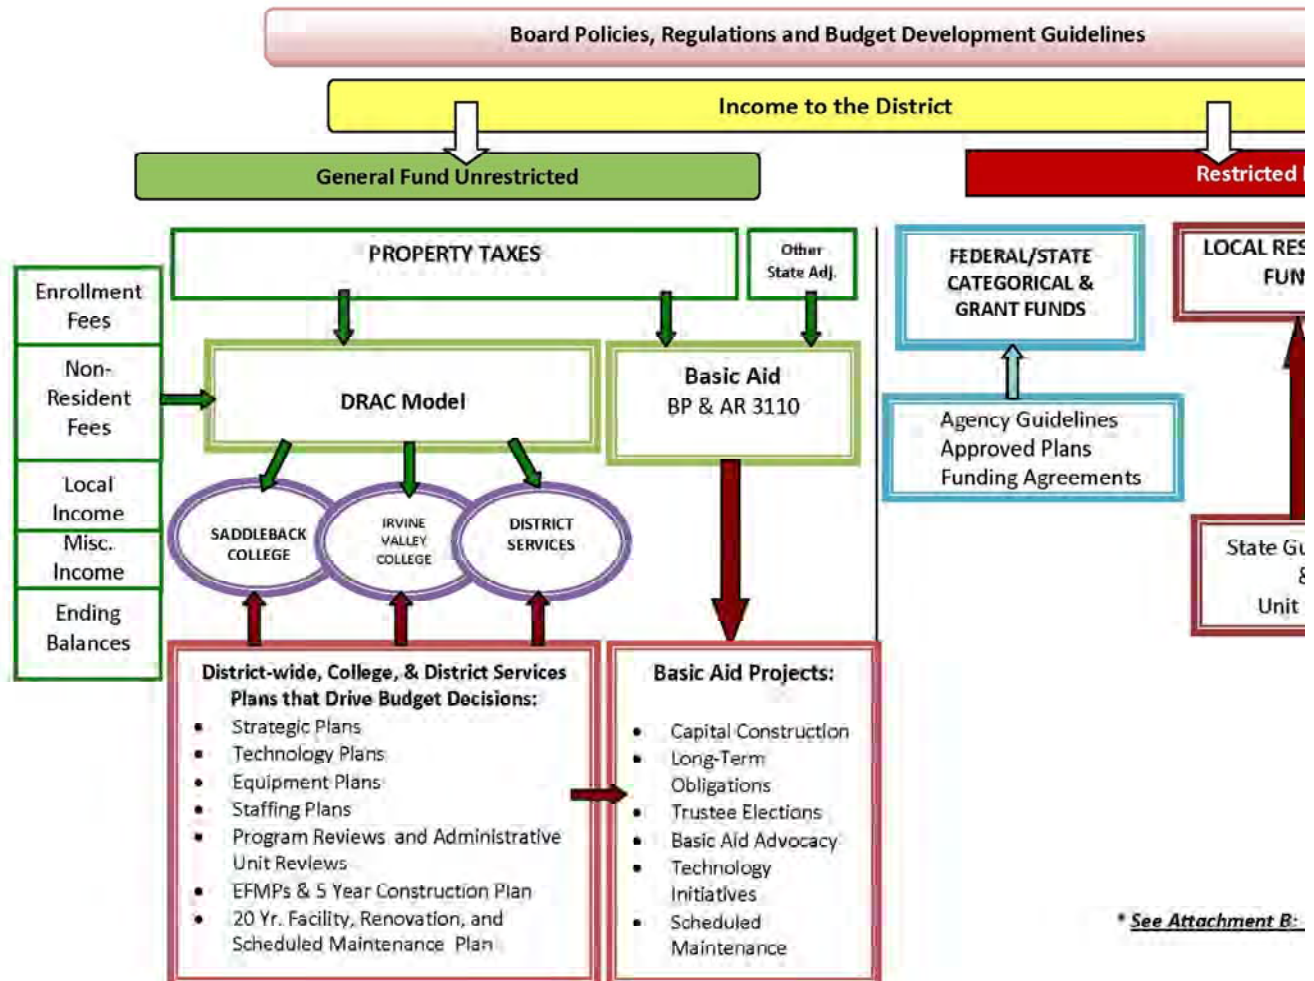 Board Policies, Regulations and Budget Development Guidelines
Income to the District
General Fund Unrestricted
Restricted
PROPERTY TAXES
Other
State Adj.
FEDERAL/STATE
CATEGORICAL &
GRANT FUNDS
LOCAL RES
FUN
Enrollment
Fees
Non-
Resident
Fees
Local
Income
Misc.
Income
Ending
Balances
DRAC Model
Basic Aid
BP & AR 3110
Agency Guidelines
Approved Plans
Funding Agreements
SADDLEBACK
COLLEGE
IRVINE
VALLEY
COLLEGE
DISTRICT
SERVICES
State Gu
&
Unit
District-wide, College, & District Services
Plans that Drive Budget Decisions:
• Strategic Plans
• Technology Plans
• Equipment Plans
• Staffing Plans
• Program Reviews and Administrative
Unit Reviews
• EFMPs & 5 Year Construction Plan
• 20 Yr. Facility, Renovation, and
Scheduled Maintenance Plan
Basic Aid Projects:
• Capital Construction
• Long-Term
Obligations
• Trustee Elections
• Basic Aid Advocacy
• Technology
Initiatives
• Scheduled
Maintenance
* See Attachment B: